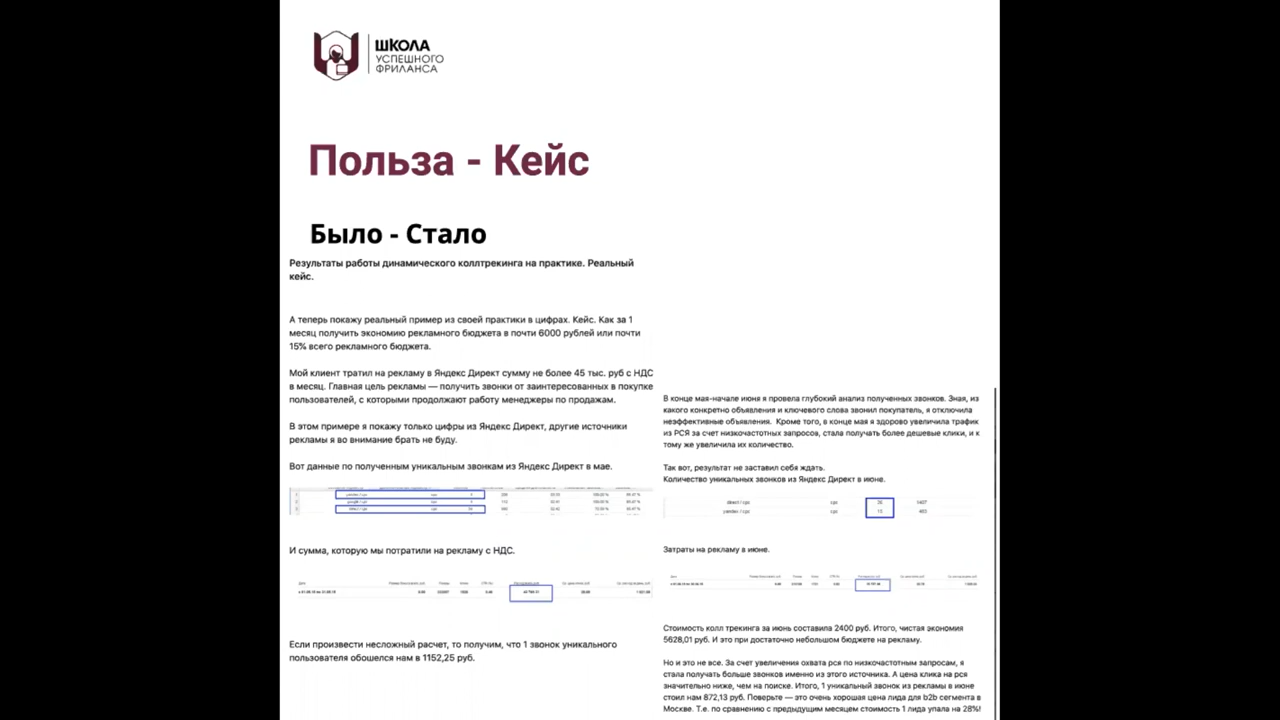 ШКОЛА
УСПЕШНОГО
ФРИЛАНСА
Польза - Кейс
Было - Стало
Результаты работы динамического коллтрекинга на практике. Реальный
кейс.
А теперь покажу реальный пример из своей практики в цифрах. Кейс. Как за 1
месяц получить экономию рекламного бюджета в почти 6000 рублей или почти
15% всего рекламного бюджета.
Мой клиент тратил на рекламу в Яндекс Директ сумму не более 45 тыс. руб с НДС
в месяц. Главная цель рекламы — получить звонки от заинтересованных в покупке
пользователей, с которыми продолжают работу менеджеры по продажам.
В этом примере я покажу только цифры из Яндекс Директ, другие источники
рекламы я во внимание брать не буду.
Вот данные по полученным уникальным звонкам из Яндекс Директ в мае.
И сумма, которую мы потратили на рекламу с НДС.
Если произвести несложный расчет, то получим, что 1 звонок уникального
пользователя обошелся нам в 1152,25 руб.
В конце мая-начале июня я провела глубокий анализ полученных звонков. Зная, из
какого конкретно объявления и ключевого слова звонил покупатель, я отключила
неэффективные объявления. Кроме того, в конце мая я здорово увеличила трафик
из РСЯ за счет низкочастотных запросов, стала получать более дешевые клики, и к
тому же увеличила их количество.
Так вот, результат не заставил себя ждать.
Количество уникальных звонков из Яндекс Директ в июне.
direct / cpc cpc
yandex / cpc cpc
Затраты на рекламу в июне.
Стоимость колл трекинга за июнь составила 2400 руб. Итого, чистая экономия
5628,01 руб. И это при достаточно небольшом бюджете на рекламу.
Но и это не все. За счет увеличения охвата рся по низкочастотным запросам, я
стала получать больше звонков именно из этого источника. А цена клика на рся
значительно ниже, чем на поиске. Итого, 1 уникальный звонок из рекламы в июне
стоил нам 872,13 руб. Поверьте — это очень хорошая цена лида для b2b сегмента в
Москве. Т.е. по сравнению с предыдущим месяцем стоимость 1 лида упала на 28%!